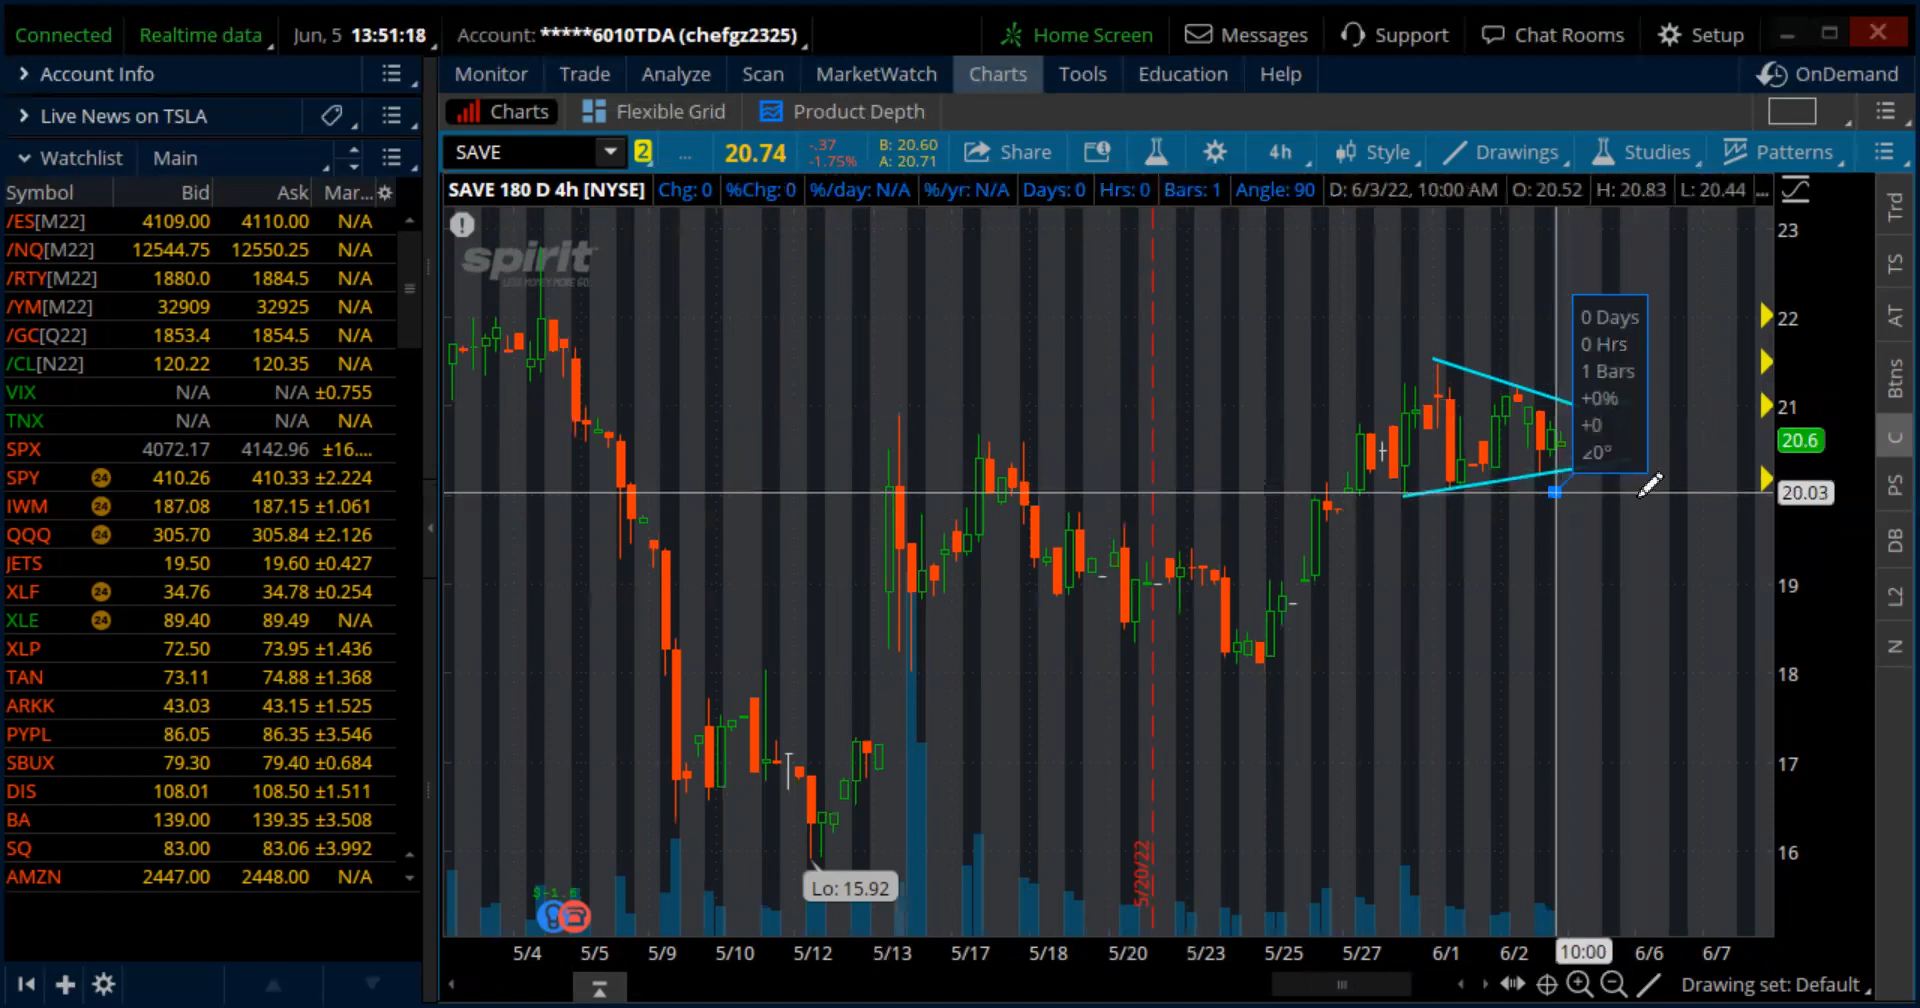 Connected Realtime data Jun, 5 13:51:18 Account: *****6010TDA (chefgz2325) Home Screen Messages Support Chat Rooms Setup
Account Info
Monitor Trade Analyze Scan MarketWatch Charts Tools Education Help OnDemand
Live News on TSLA
Charts Flexible Grid Product Depth
Watchlist Main
SAVE 2 ... 20.74 -.37 -1.75% B: 20.60 A: 20.71 Share 4h Style Drawings Studies Patterns
Symbol Bid Ask Mar...
SAVE 180 D 4h [NYSE] Chg: 0 %Chg: 0 %/day: N/A %/yr: N/A Days: 0 Hrs: 0 Bars: 1 Angle: 90 D: 6/3/22, 10:00 AM O: 20.52 H: 20.83 L: 20.44 ...
/ES[M22] 4109.00 4110.00 N/A
/NQ[M22] 12544.75 12550.25 N/A
/RTY[M22] 1880.0 1884.5 N/A
/YM[M22] 32909 32925 N/A
/GC[Q22] 1853.4 1854.5 N/A
/CL[N22] 120.22 120.35 N/A
VIX N/A N/A ±0.755
TNX N/A N/A N/A
SPX 4072.17 4142.96 ±16....
SPY 24 410.26 410.33 ±2.224
IWM 24 187.08 187.15 ±1.061
QQQ 24 305.70 305.84 ±2.126
JETS 19.50 19.60 ±0.427
XLF 24 34.76 34.78 ±0.254
XLE 24 89.40 89.49 N/A
XLP 72.50 73.95 ±1.436
TAN 73.11 74.88 ±1.368
ARKK 43.03 43.15 ±1.525
PYPL 86.05 86.35 ±3.546
SBUX 79.30 79.40 ±0.684
DIS 108.01 108.50 ±1.511
BA 139.00 139.35 ±3.508
SQ 83.00 83.06 ±3.992
AMZN 2447.00 2448.00 N/A
spirit
LESS MONEY. MORE GO.
0 Days
0 Hrs
1 Bars
+0%
+0
∠0°
23
22
21
20.6
20.03
19
18
17
16
Lo: 15.92
5/20/22
$-1.6
5/4 5/5 5/9 5/10 5/12 5/13 5/17 5/18 5/20 5/23 5/25 5/27 6/1 6/2 10:00 6/6 6/7
Drawing set: Default
Trd
TS
AT
Btns
C
PS
DB
L2
N